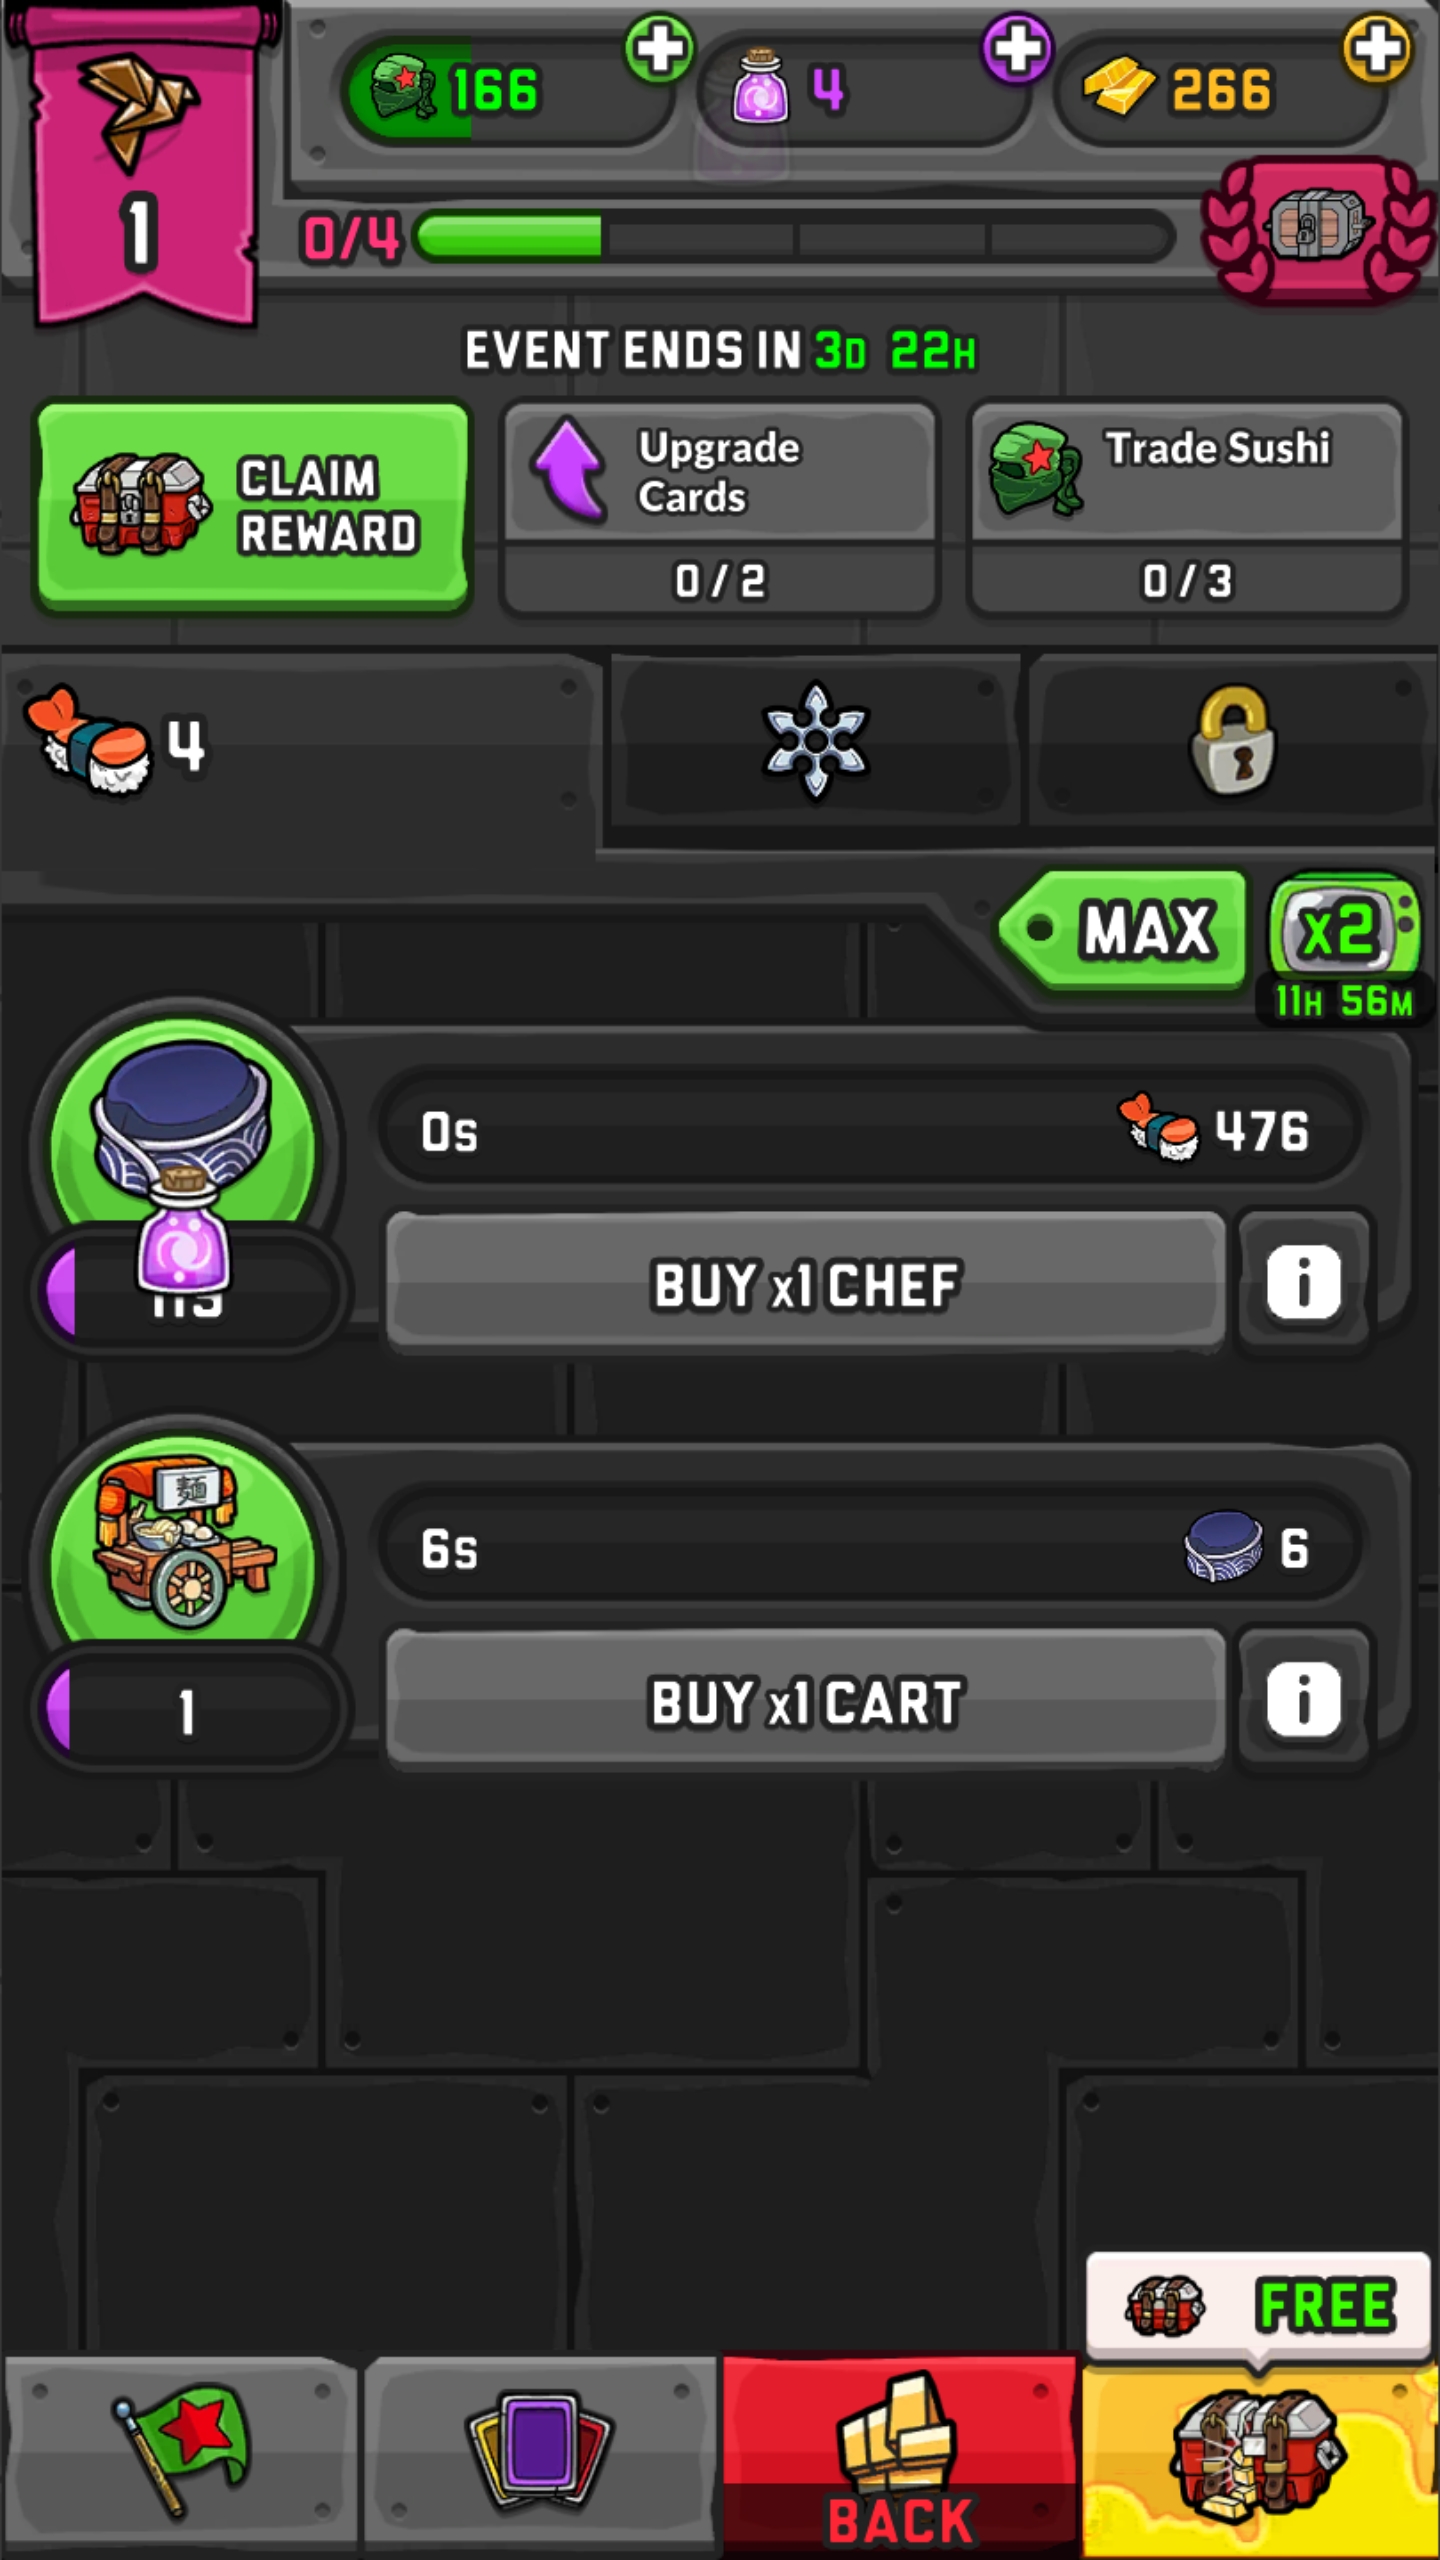 166
4
266
1
0/4
EVENT ENDS IN 3D 22H
CLAIM
REWARD
Upgrade
Cards
0/2
Trade Sushi
0/3
4
MAX
x2
11H 56M
0s
476
BUY x1 CHEF
i
麺
6s
6
1
BUY x1 CART
i
FREE
BACK